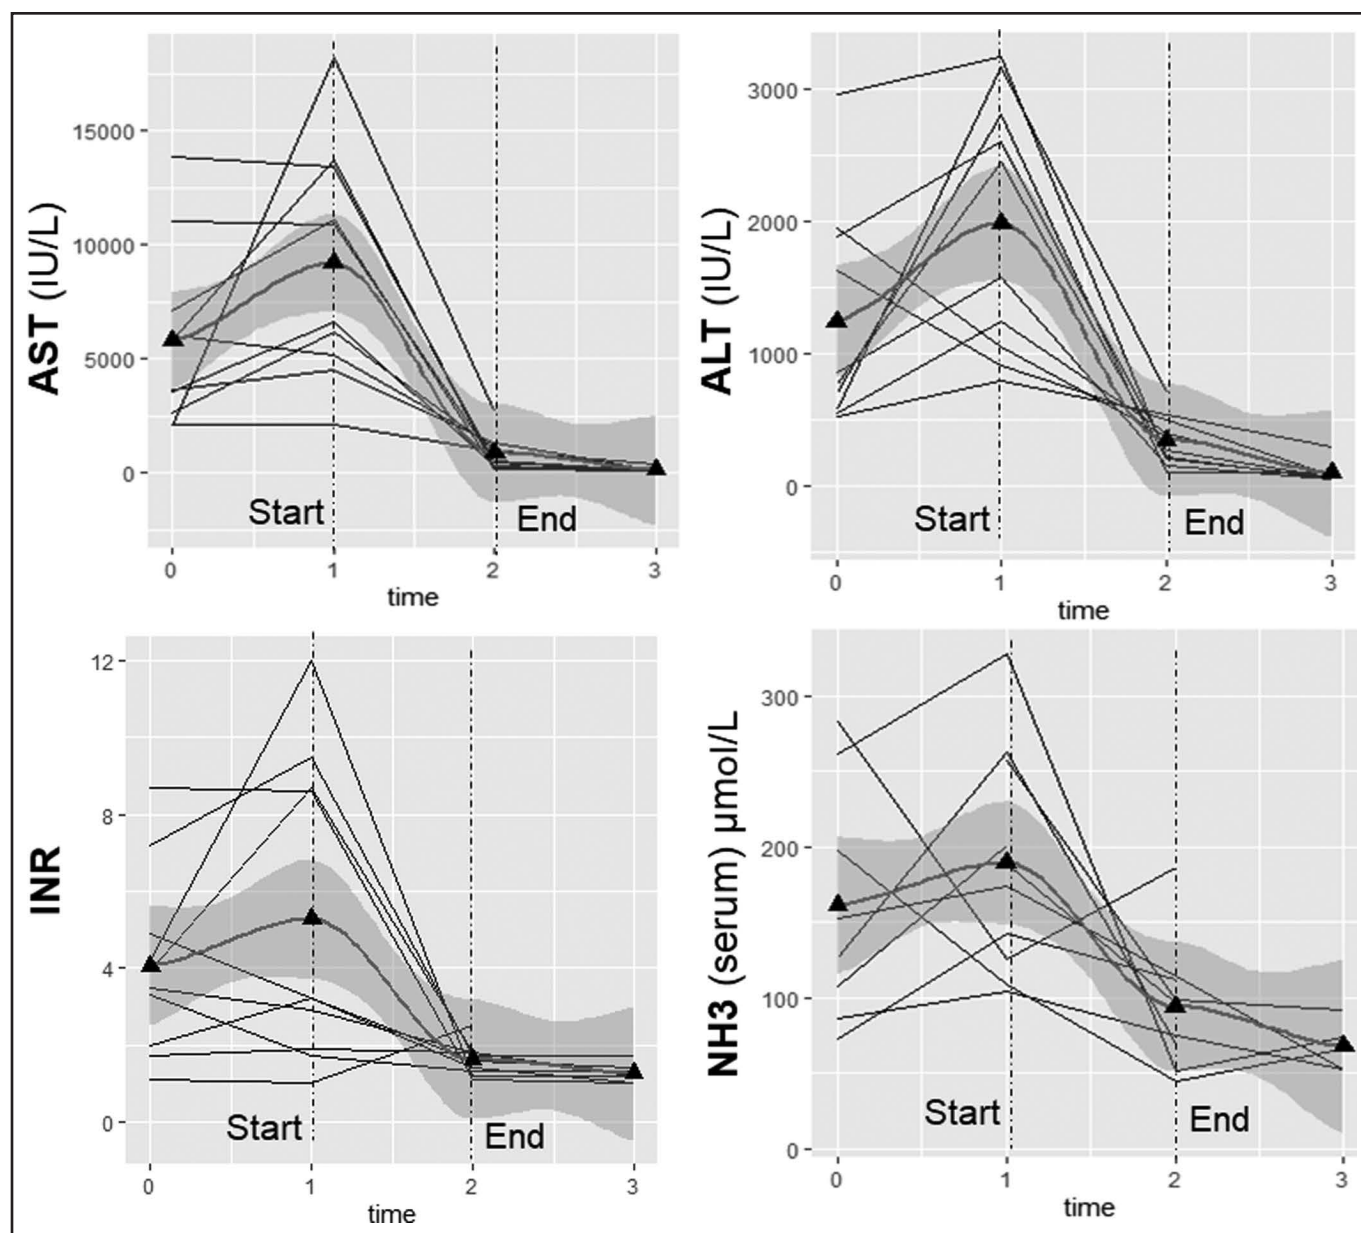 AST (IU/L)
15000
10000
5000
0
Start
End
0 1 2 3
time
ALT (IU/L)
3000
2000
1000
0
Start
End
0 1 2 3
time
INR
12
8
4
0
Start
End
0 1 2 3
time
NH3 (serum) µmol/L
300
200
100
0
Start
End
0 1 2 3
time